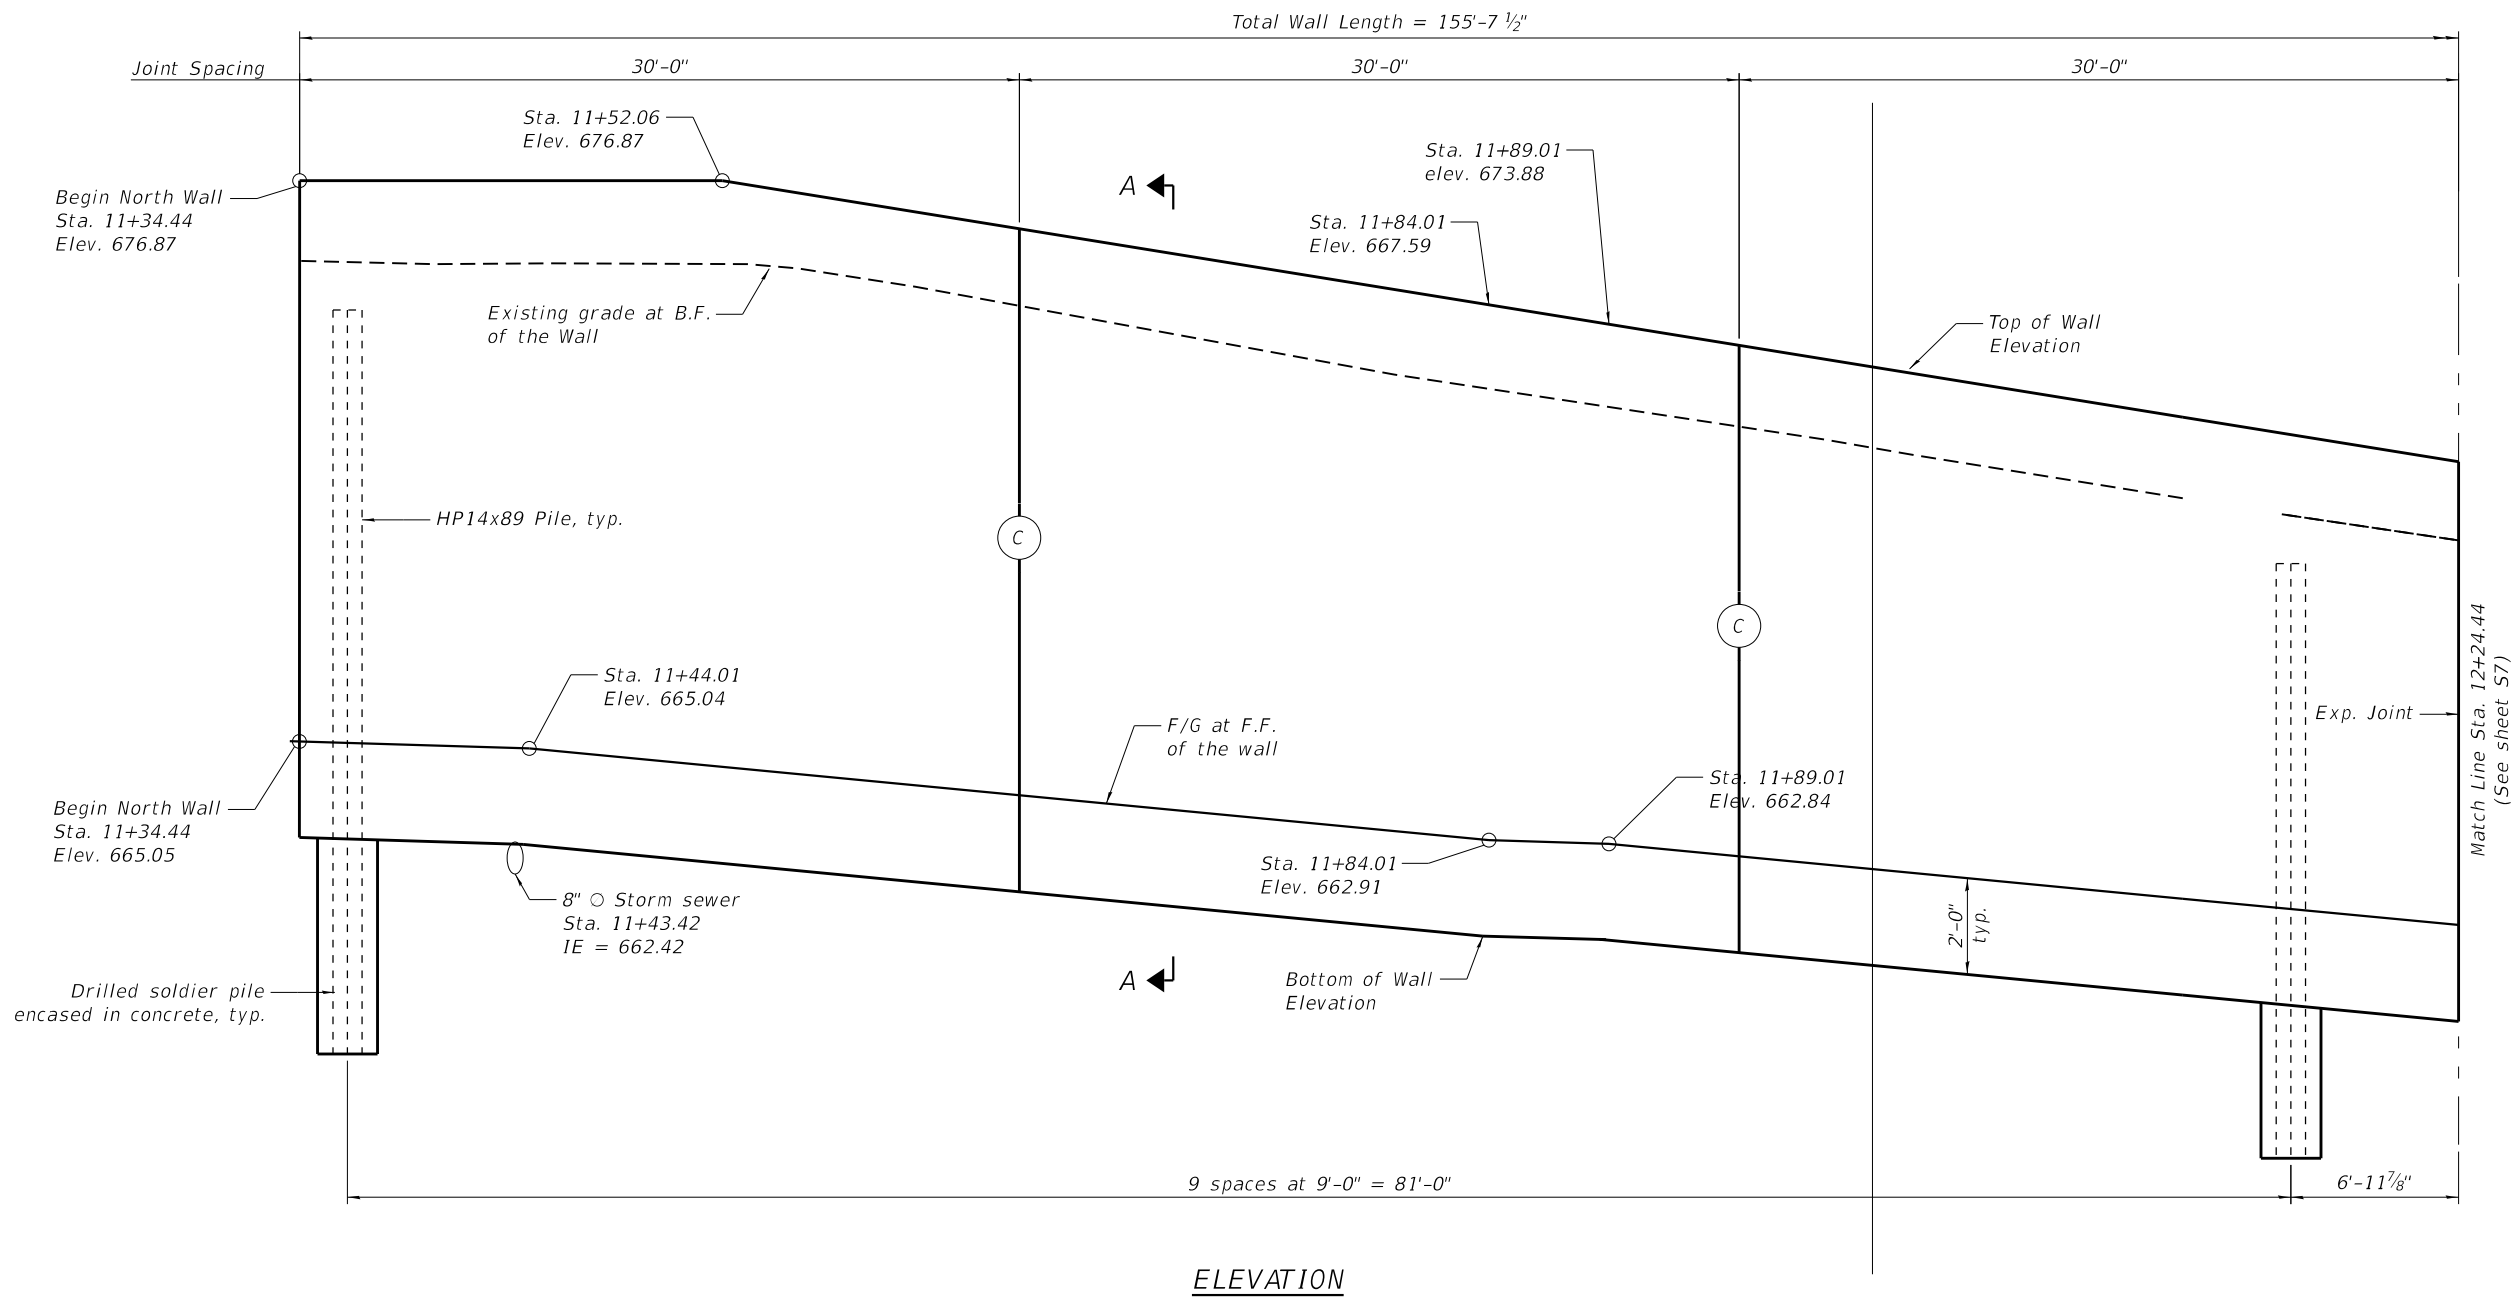 Total Wall Length = 155'-7 ½"
Joint Spacing
30'-0"
30'-0"
30'-0"
Sta. 11+52.06
Elev. 676.87
Sta. 11+89.01
elev. 673.88
A
Begin North Wall
Sta. 11+34.44
Elev. 676.87
Sta. 11+84.01
Elev. 667.59
Existing grade at B.F.
of the Wall
Top of Wall
Elevation
HP14x89 Pile, typ.
C
C
Sta. 11+44.01
Elev. 665.04
F/G at F.F.
of the wall
Exp. Joint
Match Line Sta. 12+24.44
(See sheet S7)
Sta. 11+89.01
Elev. 662.84
Begin North Wall
Sta. 11+34.44
Elev. 665.05
Sta. 11+84.01
Elev. 662.91
8" ○ Storm sewer
Sta. 11+43.42
IE = 662.42
2'-0"
typ.
A
Bottom of Wall
Elevation
Drilled soldier pile
encased in concrete, typ.
9 spaces at 9'-0" = 81'-0"
6'-11⅞"
ELEVATION